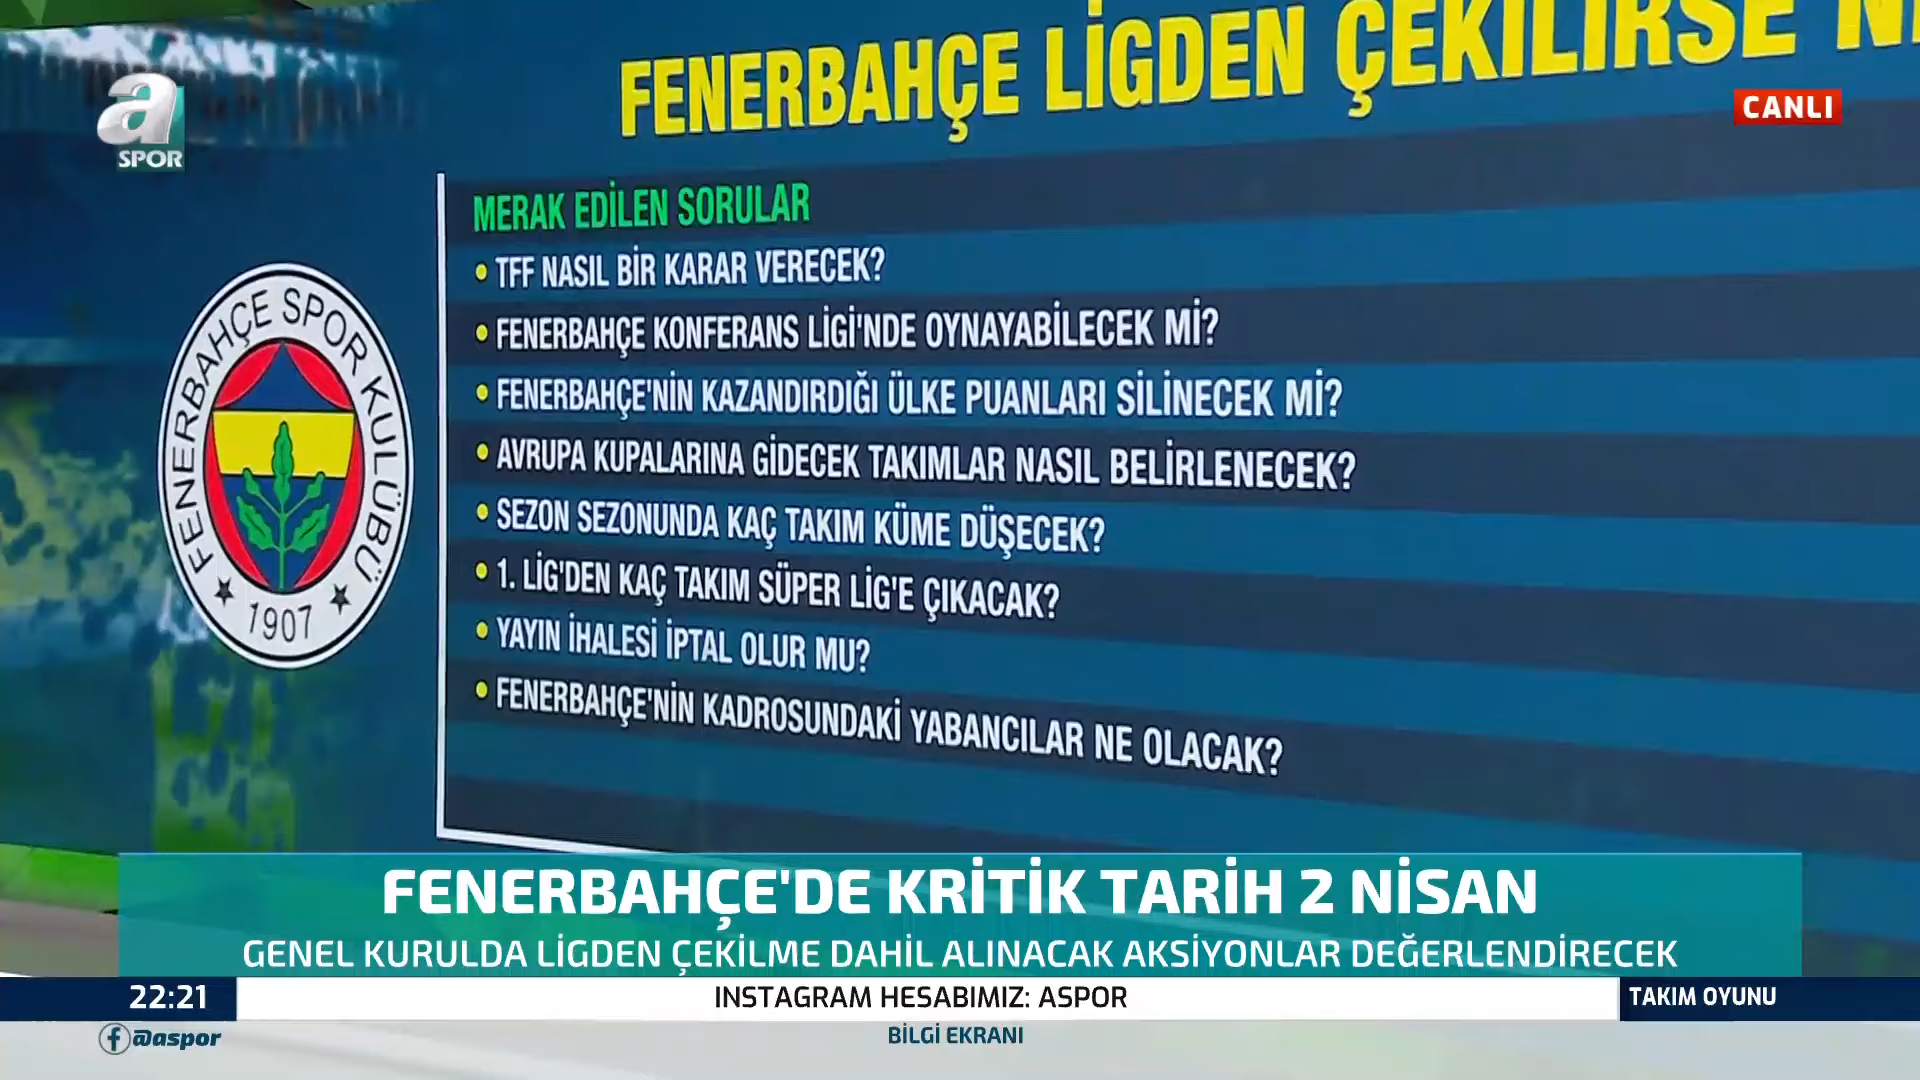 FENERBAHÇE LİGDEN ÇEKİLİRSE
a
SPOR
CANLI
MERAK EDİLEN SORULAR
• TFF NASIL BİR KARAR VERECEK?
• FENERBAHÇE KONFERANS LİGİ'NDE OYNAYABİLECEK Mİ?
• FENERBAHÇE'NİN KAZANDIRDIĞI ÜLKE PUANLARI SİLİNECEK Mİ?
• AVRUPA KUPALARINA GİDECEK TAKIMLAR NASIL BELİRLENECEK?
• SEZON SEZONUNDA KAÇ TAKIM KÜME DÜŞECEK?
• 1. LİG'DEN KAÇ TAKIM SÜPER LİG'E ÇIKACAK?
• YAYIN İHALESİ İPTAL OLUR MU?
• FENERBAHÇE'NİN KADROSUNDAKİ YABANCILAR NE OLACAK?
FENERBAHÇE SPOR KULÜBÜ
1907
FENERBAHÇE'DE KRİTİK TARİH 2 NİSAN
GENEL KURULDA LİGDEN ÇEKİLME DAHİL ALINACAK AKSİYONLAR DEĞERLENDİRECEK
22:21
INSTAGRAM HESABIMIZ: ASPOR
TAKIM OYUNU
@aspor
BİLGİ EKRANI